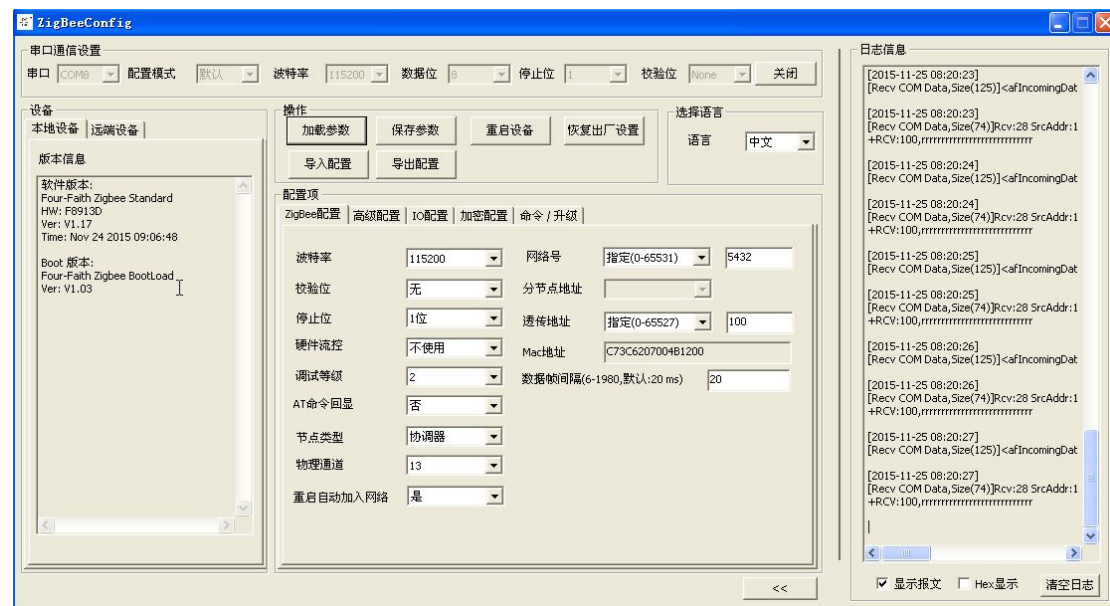 ZigBeeConfig
串口通信设置
串口 COM8 配置模式 默认 波特率 115200 数据位 8 停止位 1 校验位 None 关闭
设备
本地设备 远端设备
版本信息
软件版本:
Four-Faith Zigbee Standard
HW: F8913D
Ver: V1.17
Time: Nov 24 2015 09:06:48
Boot 版本:
Four-Faith Zigbee BootLoad
Ver: V1.03
操作
加载参数 保存参数 重启设备 恢复出厂设置
导入配置 导出配置
选择语言
语言 中文
配置项
ZigBee配置 高级配置 IO配置 加密配置 命令 / 升级
波特率 115200 网络号 指定(0-65531) 5432
校验位 无 分节点地址
停止位 1位 透传地址 指定(0-65527) 100
硬件流控 不使用 Mac地址 C73C6207004B1200
调试等级 2 数据帧间隔(6-1980,默认:20 ms) 20
AT命令回显 否
节点类型 协调器
物理通道 13
重启自动加入网络 是
<<
日志信息
[2015-11-25 08:20:23]
[Recv COM Data,Size(125)]<afIncomingDat
[2015-11-25 08:20:23]
[Recv COM Data,Size(74)]Rcv:28 SrcAddr:1
+RCV:100,rrrrrrrrrrrrrrrrrrrrrrrrrrr
[2015-11-25 08:20:24]
[Recv COM Data,Size(125)]<afIncomingDat
[2015-11-25 08:20:24]
[Recv COM Data,Size(74)]Rcv:28 SrcAddr:1
+RCV:100,rrrrrrrrrrrrrrrrrrrrrrrrrrr
[2015-11-25 08:20:25]
[Recv COM Data,Size(125)]<afIncomingDat
[2015-11-25 08:20:25]
[Recv COM Data,Size(74)]Rcv:28 SrcAddr:1
+RCV:100,rrrrrrrrrrrrrrrrrrrrrrrrrrr
[2015-11-25 08:20:26]
[Recv COM Data,Size(125)]<afIncomingDat
[2015-11-25 08:20:26]
[Recv COM Data,Size(74)]Rcv:28 SrcAddr:1
+RCV:100,rrrrrrrrrrrrrrrrrrrrrrrrrrr
[2015-11-25 08:20:27]
[Recv COM Data,Size(125)]<afIncomingDat
[2015-11-25 08:20:27]
[Recv COM Data,Size(74)]Rcv:28 SrcAddr:1
+RCV:100,rrrrrrrrrrrrrrrrrrrrrrrrrrr
显示报文 Hex显示 清空日志